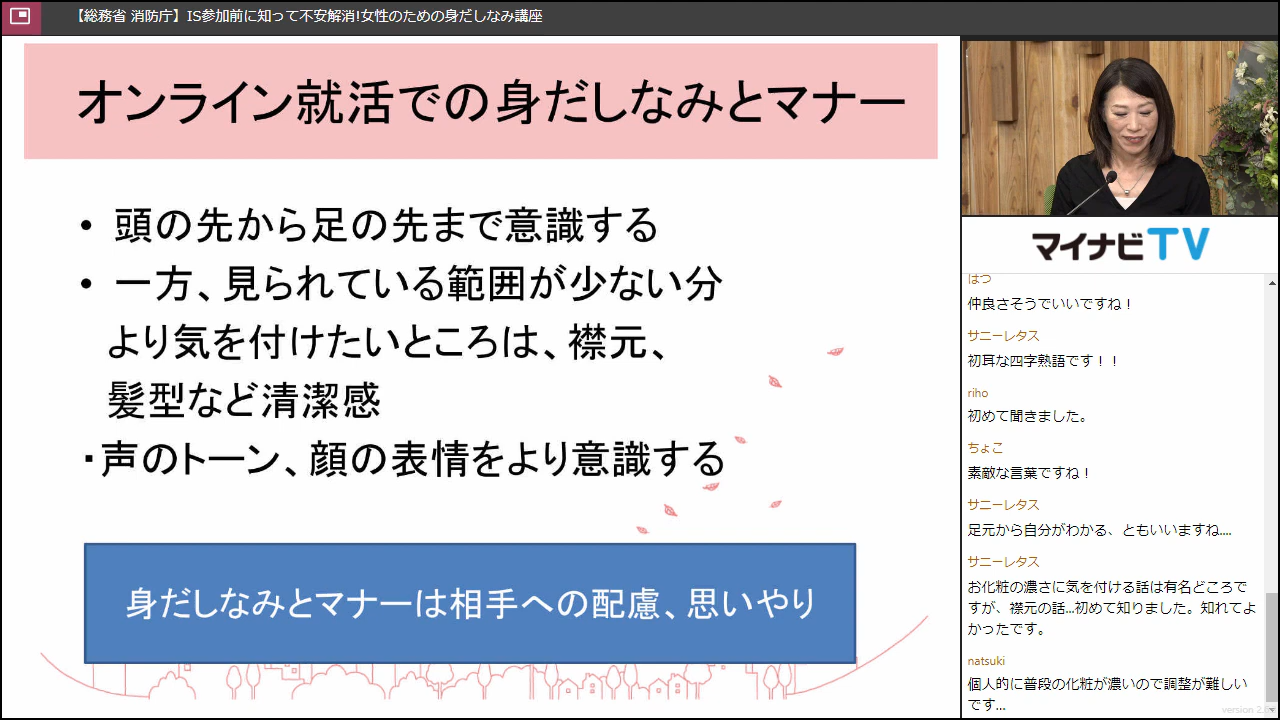 【総務省 消防庁】IS参加前に知って不安解消!女性のための身だしなみ講座
オンライン就活での身だしなみとマナー
・頭の先から足の先まで意識する
・一方、見られている範囲が少ない分
より気を付けたいところは、襟元、
髪型など清潔感
・声のトーン、顔の表情をより意識する
身だしなみとマナーは相手への配慮、思いやり
マイナビTV
はつ
仲良さそうでいいですね！
サニーレタス
初耳な四字熟語です！！
riho
初めて聞きました。
ちょこ
素敵な言葉ですね！
サニーレタス
足元から自分がわかる、ともいいますね....
サニーレタス
お化粧の濃さに気を付ける話は有名どころで
すが、襟元の話...初めて知りました。知れてよ
かったです。
natsuki
個人的に普段の化粧が濃いので調整が難しい
です...